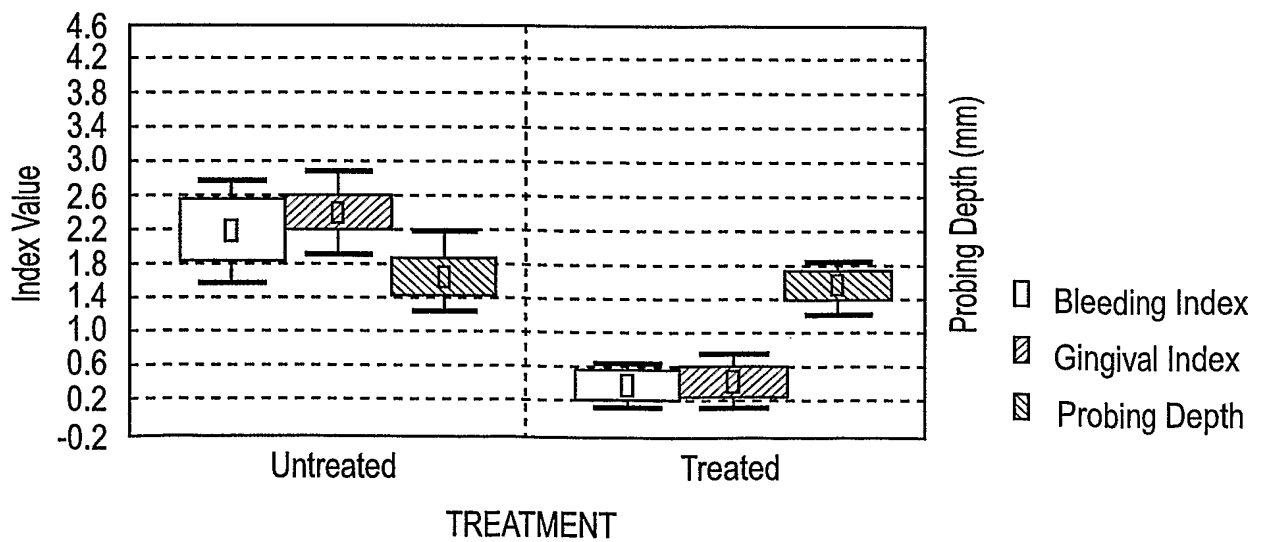 4.6
4.2
3.8
3.4
3.0
2.6
2.2
1.8
1.4
1.0
0.6
0.2
-0.2
Index Value
Untreated
Treated
TREATMENT
Probing Depth (mm)
Bleeding Index
Gingival Index
Probing Depth